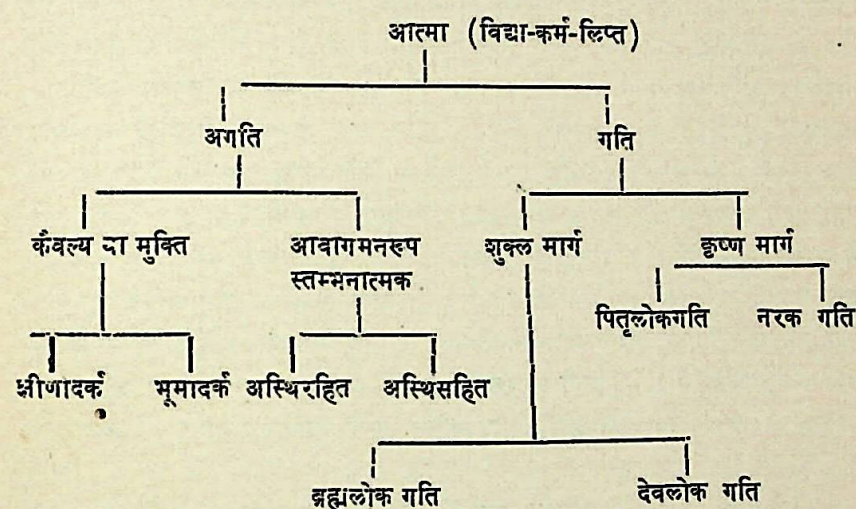 आत्मा (विद्या-कर्म-लिप्त)
अगति गति
कैवल्य या मुक्ति आवागमनरूप शुक्ल मार्ग कृष्ण मार्ग
स्तम्भनात्मक
पितृलोकगति नरक गति
क्षीणादर्क भूमादर्क अस्थिरहित अस्थिसहित
ब्रह्मलोक गति देवलोक गति